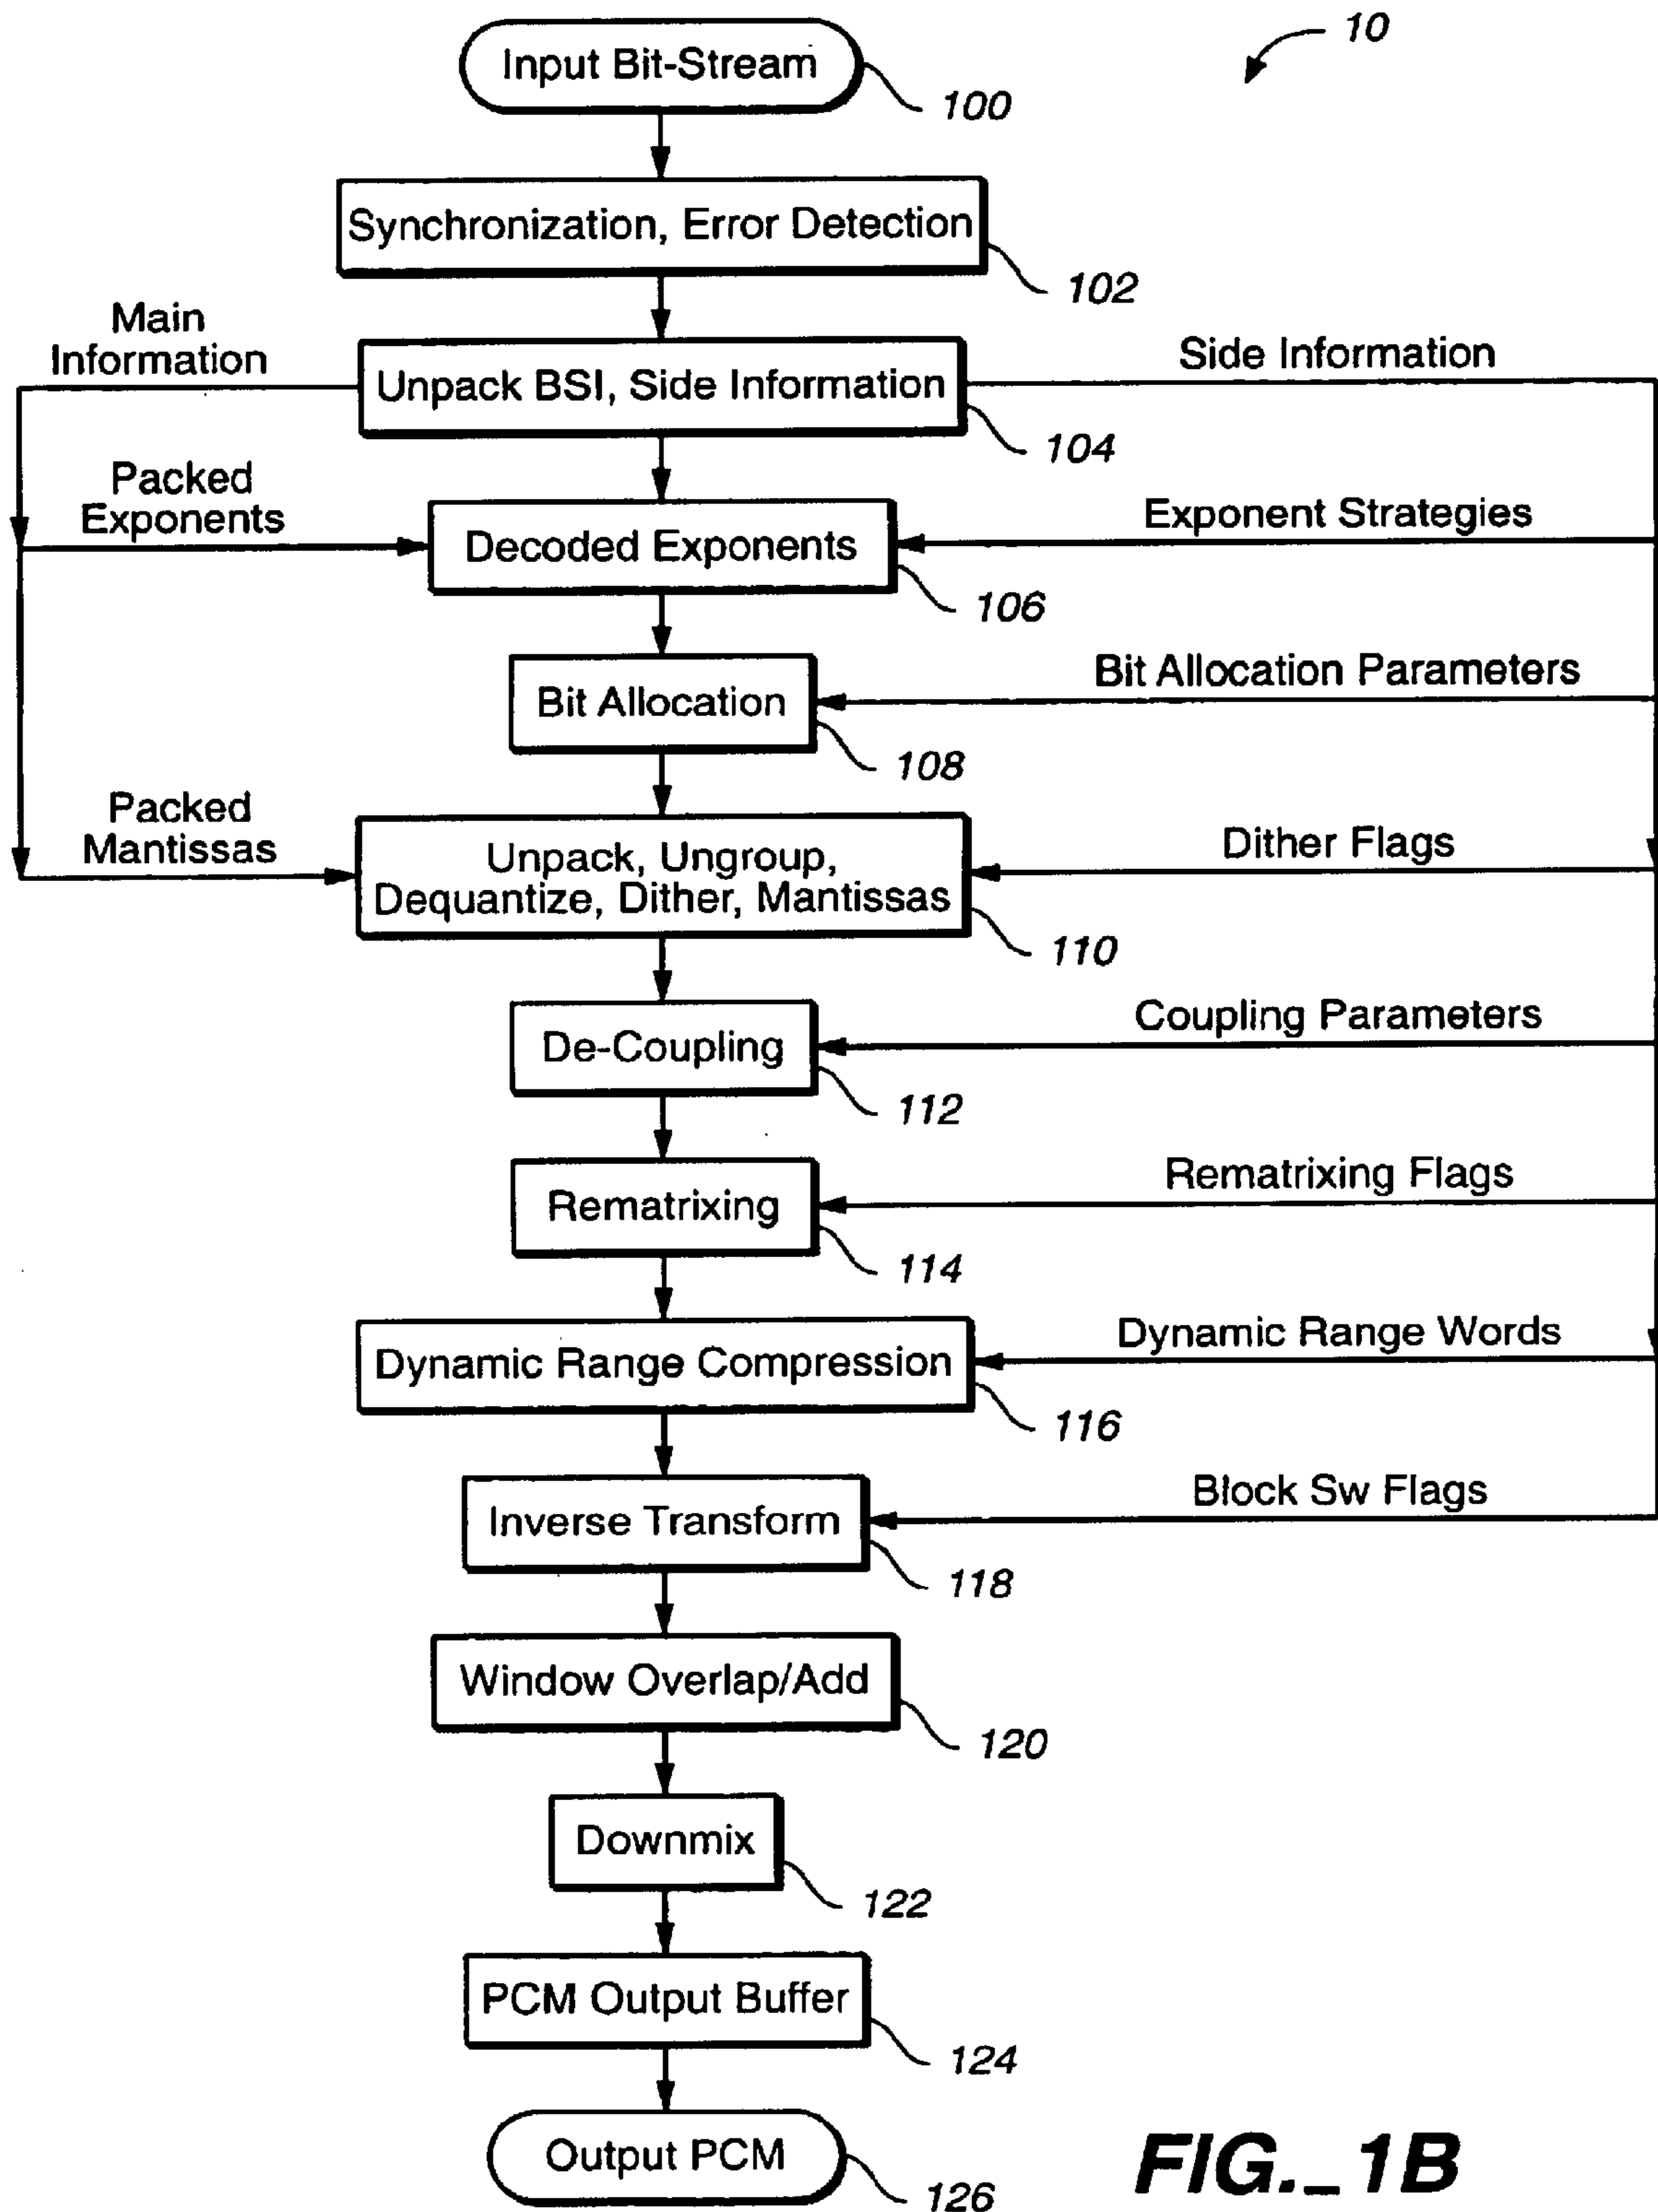 10
Input Bit-Stream
100
Synchronization, Error Detection
102
Main
Information
Unpack BSI, Side Information
Side Information
104
Packed
Exponents
Decoded Exponents
Exponent Strategies
106
Bit Allocation
Bit Allocation Parameters
108
Packed
Mantissas
Unpack, Ungroup,
Dequantize, Dither, Mantissas
Dither Flags
110
De-Coupling
Coupling Parameters
112
Rematrixing
Rematrixing Flags
114
Dynamic Range Compression
Dynamic Range Words
116
Inverse Transform
Block Sw Flags
118
Window Overlap/Add
120
Downmix
122
PCM Output Buffer
124
Output PCM
126
FIG._1B